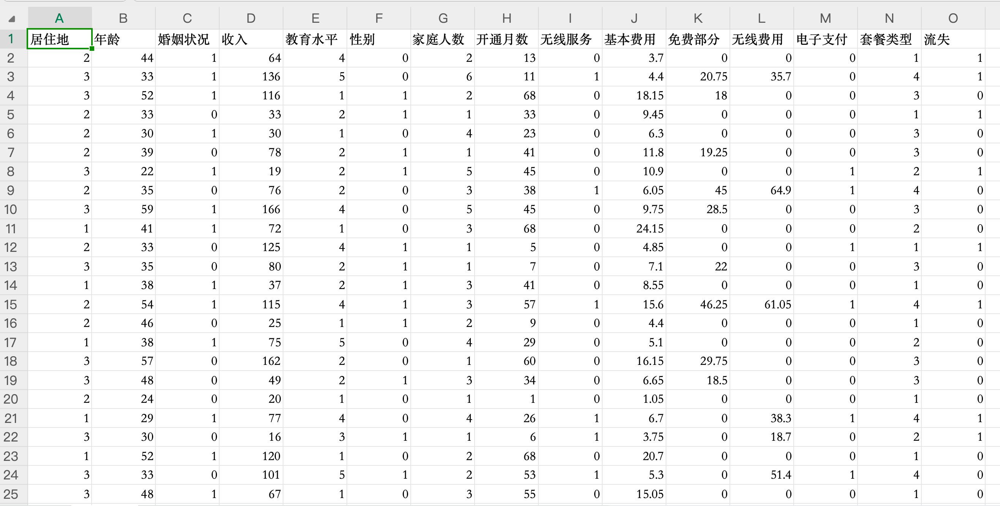 A B C D E F G H I J K L M N O
1 居住地 年龄 婚姻状况 收入 教育水平 性别 家庭人数 开通月数 无线服务 基本费用 免费部分 无线费用 电子支付 套餐类型 流失
2 2 44 1 64 4 0 2 13 0 3.7 0 0 0 1 1
3 3 33 1 136 5 0 6 11 1 4.4 20.75 35.7 0 4 1
4 3 52 1 116 1 1 2 68 0 18.15 18 0 0 3 0
5 2 33 0 33 2 1 1 33 0 9.45 0 0 0 1 1
6 2 30 1 30 1 0 4 23 0 6.3 0 0 0 3 0
7 2 39 0 78 2 1 1 41 0 11.8 19.25 0 0 3 0
8 3 22 1 19 2 1 5 45 0 10.9 0 0 1 2 1
9 2 35 0 76 2 0 3 38 1 6.05 45 64.9 1 4 0
10 3 59 1 166 4 0 5 45 0 9.75 28.5 0 0 3 0
11 1 41 1 72 1 0 3 68 0 24.15 0 0 0 2 0
12 2 33 0 125 4 1 1 5 0 4.85 0 0 1 1 1
13 3 35 0 80 2 1 1 7 0 7.1 22 0 0 3 0
14 1 38 1 37 2 1 3 41 0 8.55 0 0 0 1 0
15 2 54 1 115 4 1 3 57 1 15.6 46.25 61.05 1 4 1
16 2 46 0 25 1 1 2 9 0 4.4 0 0 0 1 0
17 1 38 1 75 5 0 4 29 0 5.1 0 0 0 2 0
18 3 57 0 162 2 0 1 60 0 16.15 29.75 0 0 3 0
19 3 48 0 49 2 1 3 34 0 6.65 18.5 0 0 3 0
20 2 24 0 20 1 0 1 1 0 1.05 0 0 0 1 0
21 1 29 1 77 4 0 4 26 1 6.7 0 38.3 1 4 1
22 3 30 0 16 3 1 1 6 1 3.75 0 18.7 0 2 1
23 1 52 1 120 1 0 2 68 0 20.7 0 0 0 1 0
24 3 33 0 101 5 1 2 53 1 5.3 0 51.4 1 4 0
25 3 48 1 67 1 0 3 55 0 15.05 0 0 0 1 0